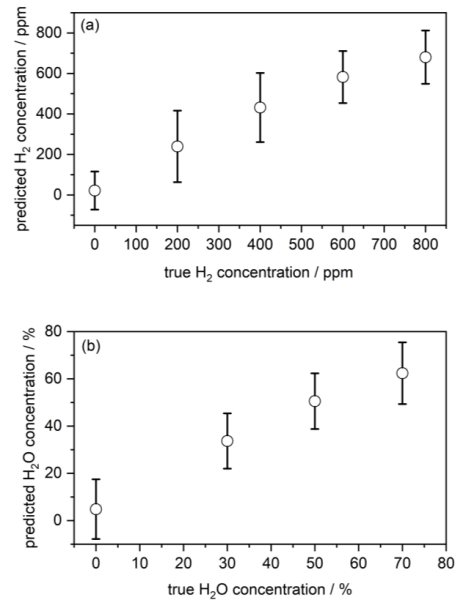 (a)
predicted H₂ concentration / ppm
800
600
400
200
0
0 100 200 300 400 500 600 700 800
true H₂ concentration / ppm
(b)
predicted H₂O concentration / %
80
60
40
20
0
0 10 20 30 40 50 60 70 80
true H₂O concentration / %